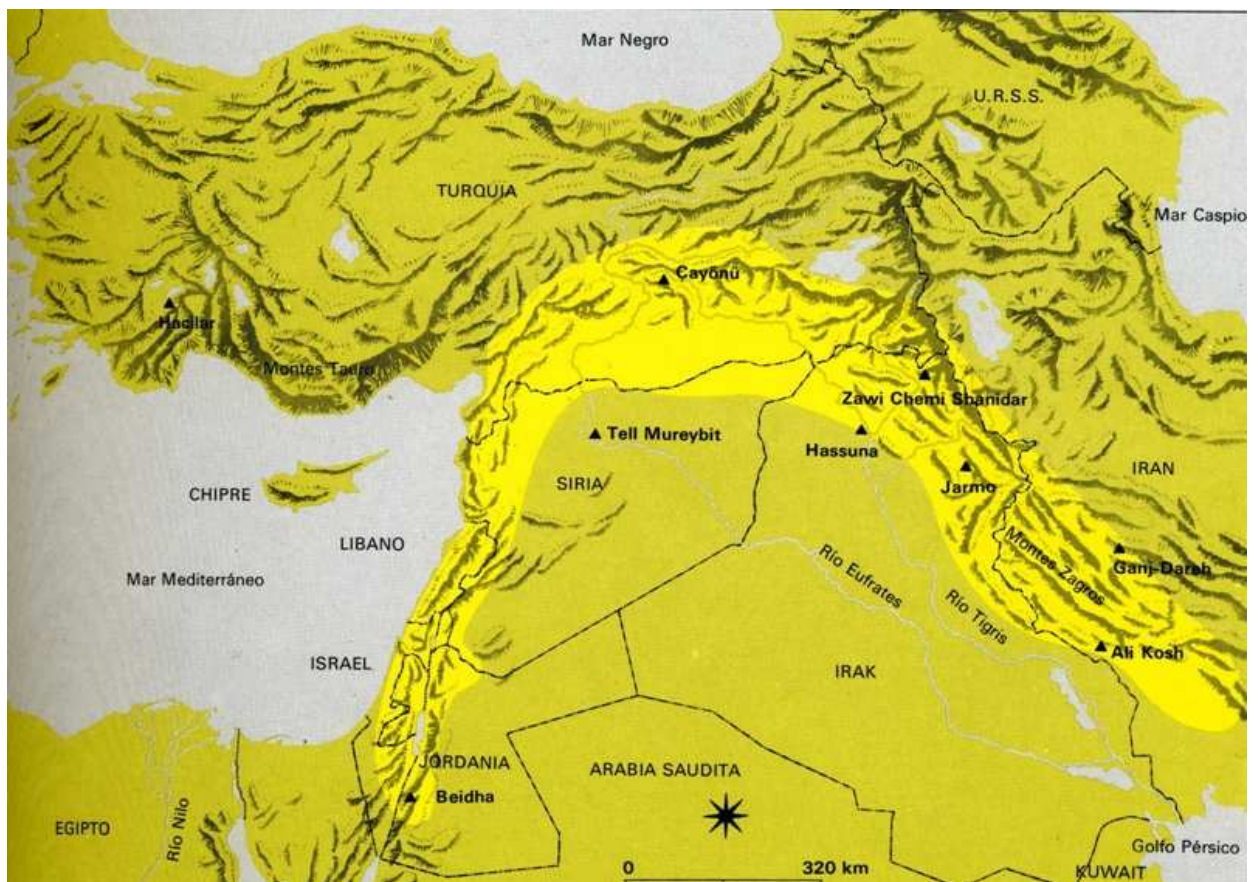 Mar Negro
U.R.S.S.
TURQUIA
Mar Caspio
Çayönü
Hacilar
Montes Tauro
Zawi Chemi Shanidar
Tell Mureybit
Hassuna
IRAN
SIRIA
Jarmo
CHIPRE
LIBANO
Montes Zagros
Ganj-Dareh
Mar Mediterráneo
Río Eufrates
Río Tigris
Ali Kosh
ISRAEL
IRAK
JORDANIA
ARABIA SAUDITA
Beidha
EGIPTO
Río Nilo
Golfo Pérsico
0 320 km
KUWAIT